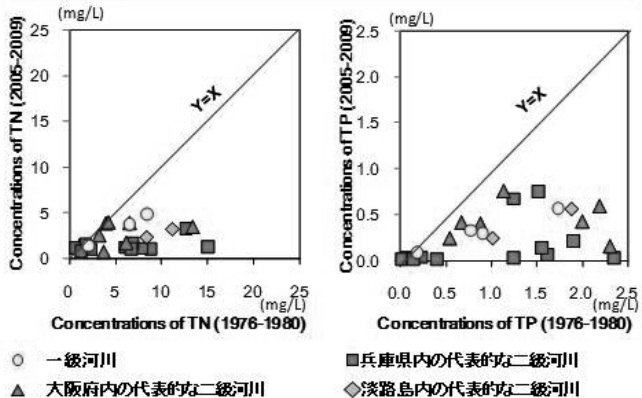 (mg/L)
25
20
15
10
5
0
0 5 10 15 20 25
(mg/L)
Y=X
Concentrations of TN (2005-2009)
Concentrations of TN (1976-1980)
(mg/L)
2.5
2.0
1.5
1.0
0.5
0.0
0.0 0.5 1.0 1.5 2.0 2.5
(mg/L)
Y=X
Concentrations of TP (2005-2009)
Concentrations of TP (1976-1980)
一級河川
兵庫県内の代表的な二級河川
大阪府内の代表的な二級河川
淡路島内の代表的な二級河川